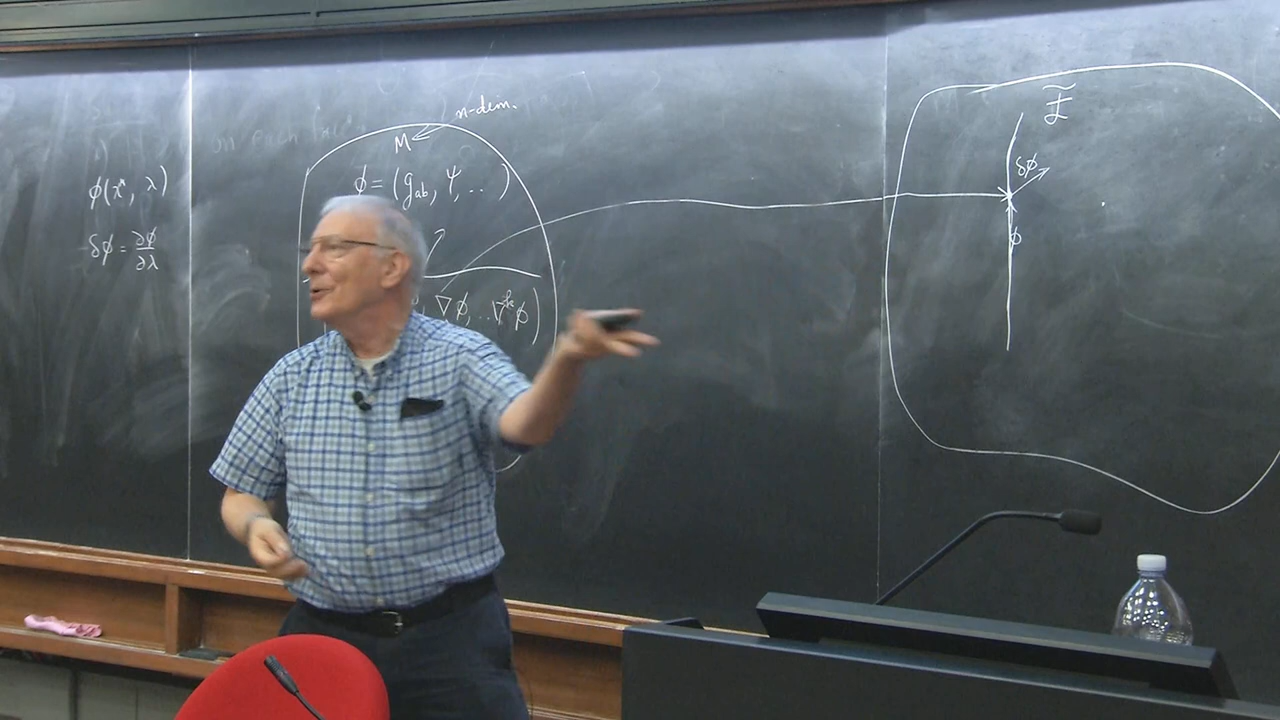 ϕ(x^μ, λ)
δϕ = ∂ϕ/∂λ
n-dim.
M
ϕ = (g_ab, ψ, ...)
∇ϕ, ...∇^k ϕ)
δϕ
ϕ